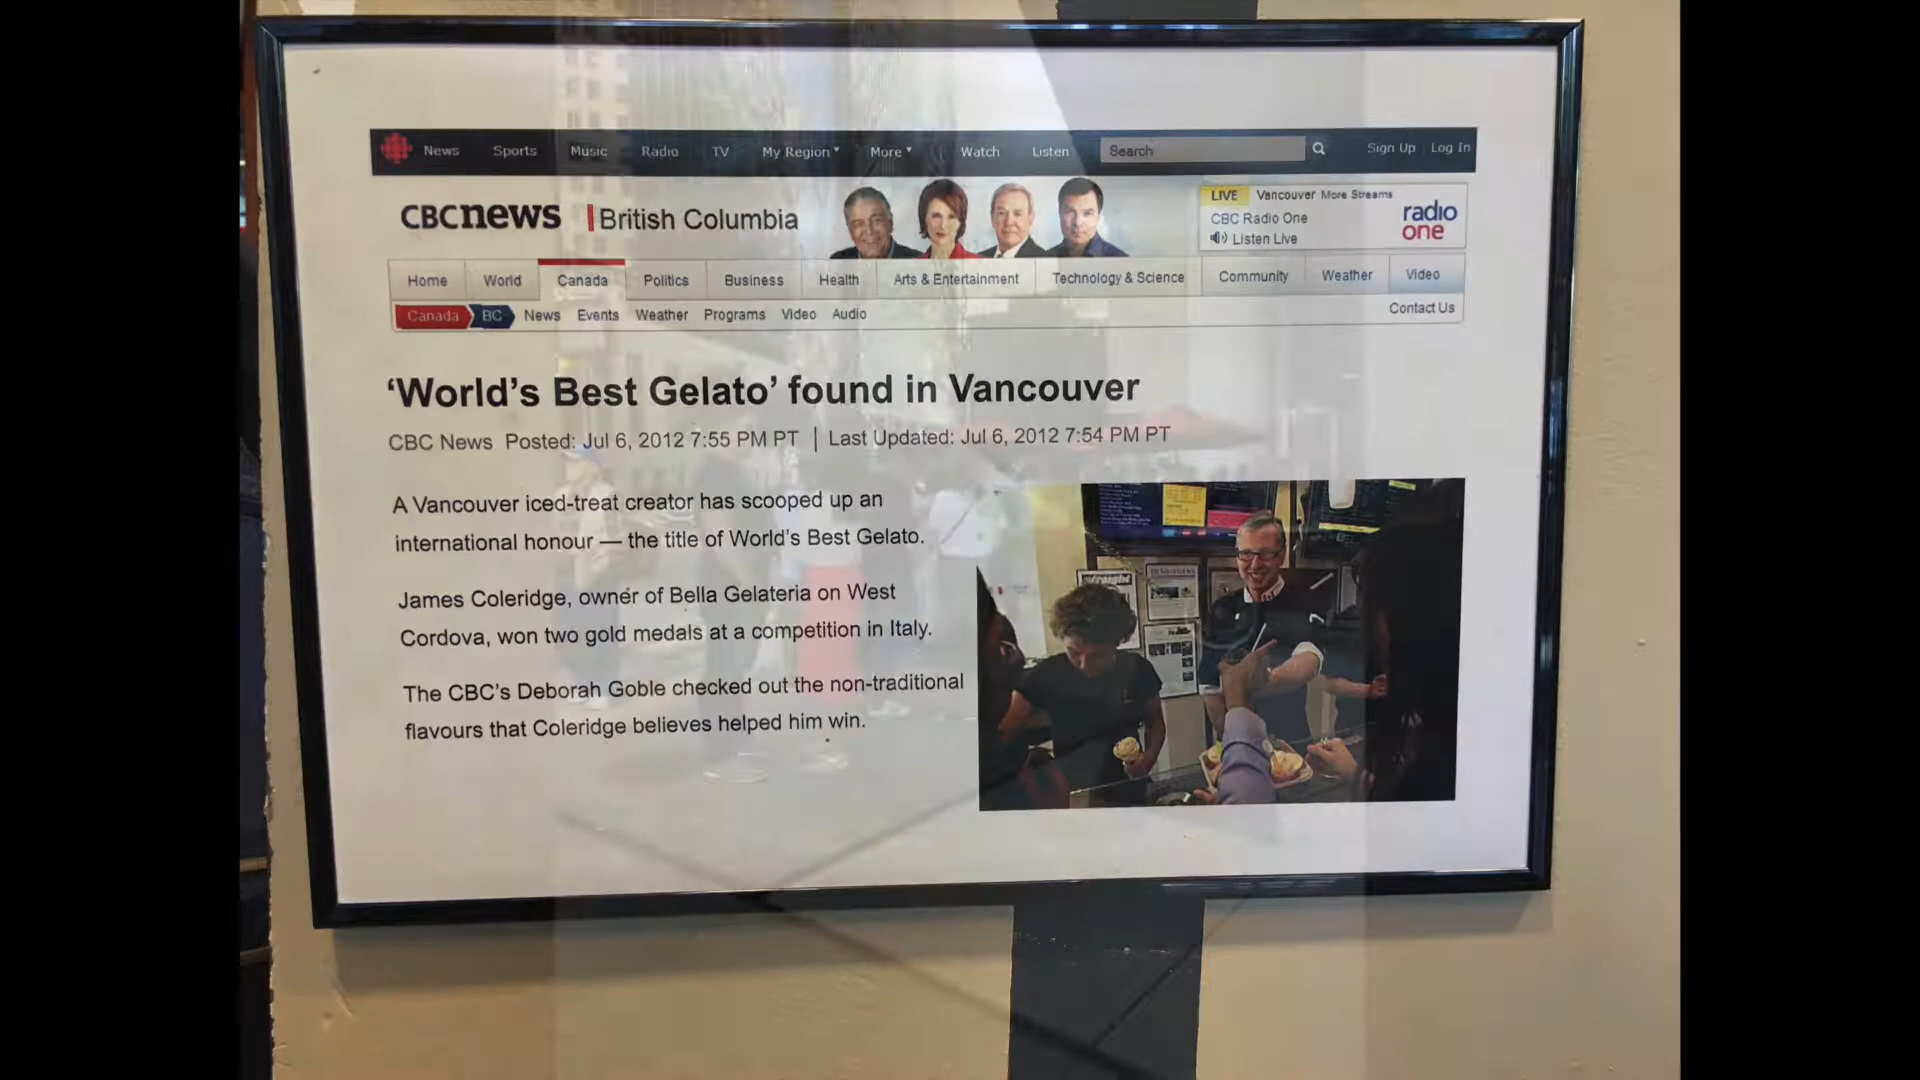 News Sports Music Radio TV My Region More Watch Listen Search Sign Up Log In
CBCnews British Columbia
LIVE Vancouver More Streams
CBC Radio One
Listen Live
radio
one
Home World Canada Politics Business Health Arts & Entertainment Technology & Science Community Weather Video
Canada BC News Events Weather Programs Video Audio Contact Us
‘World’s Best Gelato’ found in Vancouver
CBC News Posted: Jul 6, 2012 7:55 PM PT | Last Updated: Jul 6, 2012 7:54 PM PT
A Vancouver iced-treat creator has scooped up an
international honour — the title of World’s Best Gelato.
James Coleridge, owner of Bella Gelateria on West
Cordova, won two gold medals at a competition in Italy.
The CBC’s Deborah Goble checked out the non-traditional
flavours that Coleridge believes helped him win.
straight